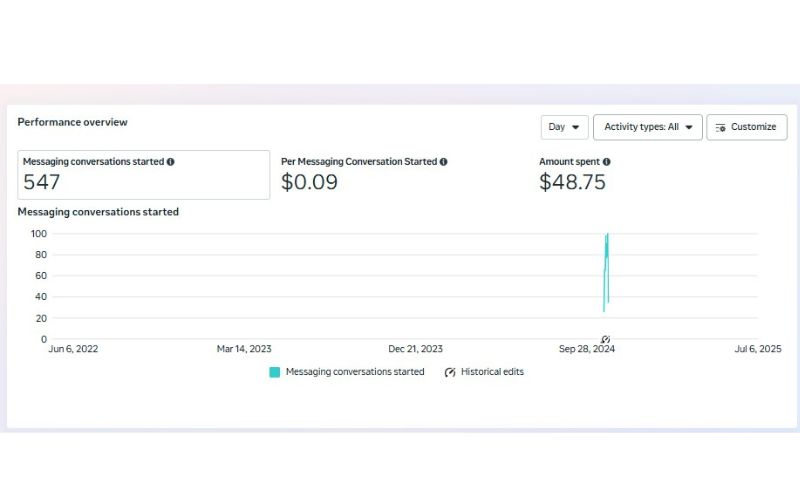 Performance overview
Day
Activity types: All
Customize
Messaging conversations started
Per Messaging Conversation Started
Amount spent
547
$0.09
$48.75
Messaging conversations started
100
80
60
40
20
0
Jun 6, 2022
Mar 14, 2023
Dec 21, 2023
Sep 28, 2024
Jul 6, 2025
Messaging conversations started
Historical edits